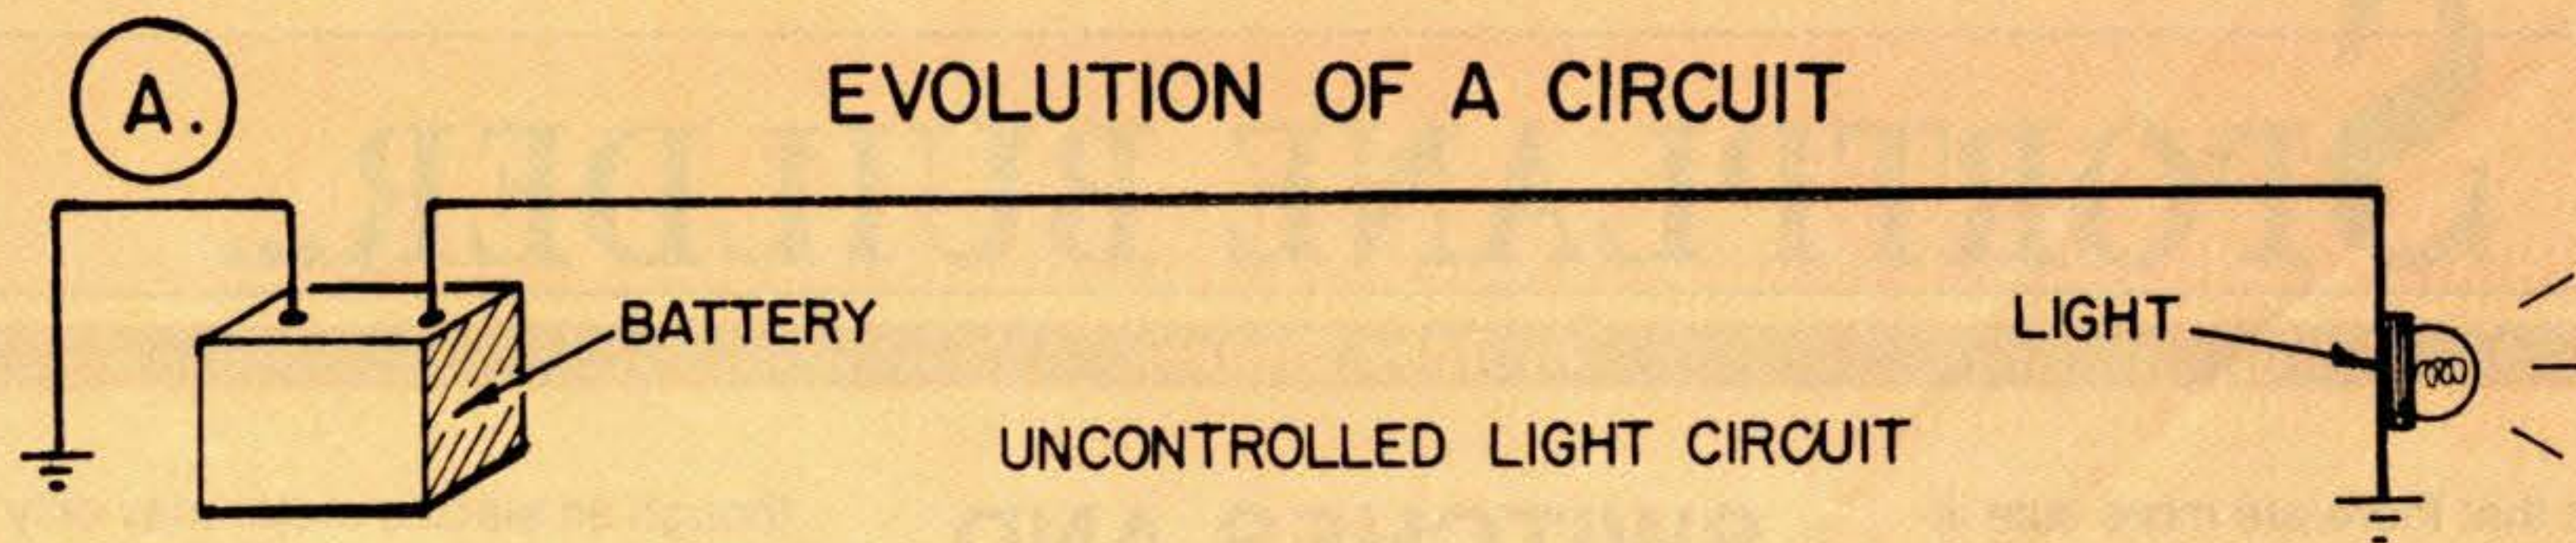 A.
EVOLUTION OF A CIRCUIT
BATTERY
LIGHT
UNCONTROLLED LIGHT CIRCUIT